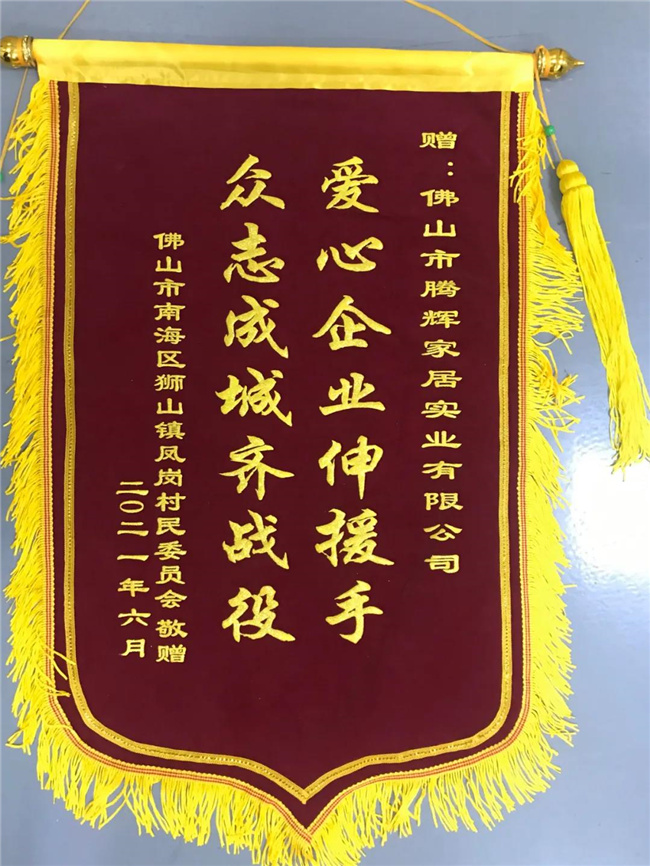 赠：佛山市腾辉家居实业有限公司
爱心企业伸援手
众志成城齐战役
佛山市南海区狮山镇凤岗村民委员会 敬赠
二〇二一年六月